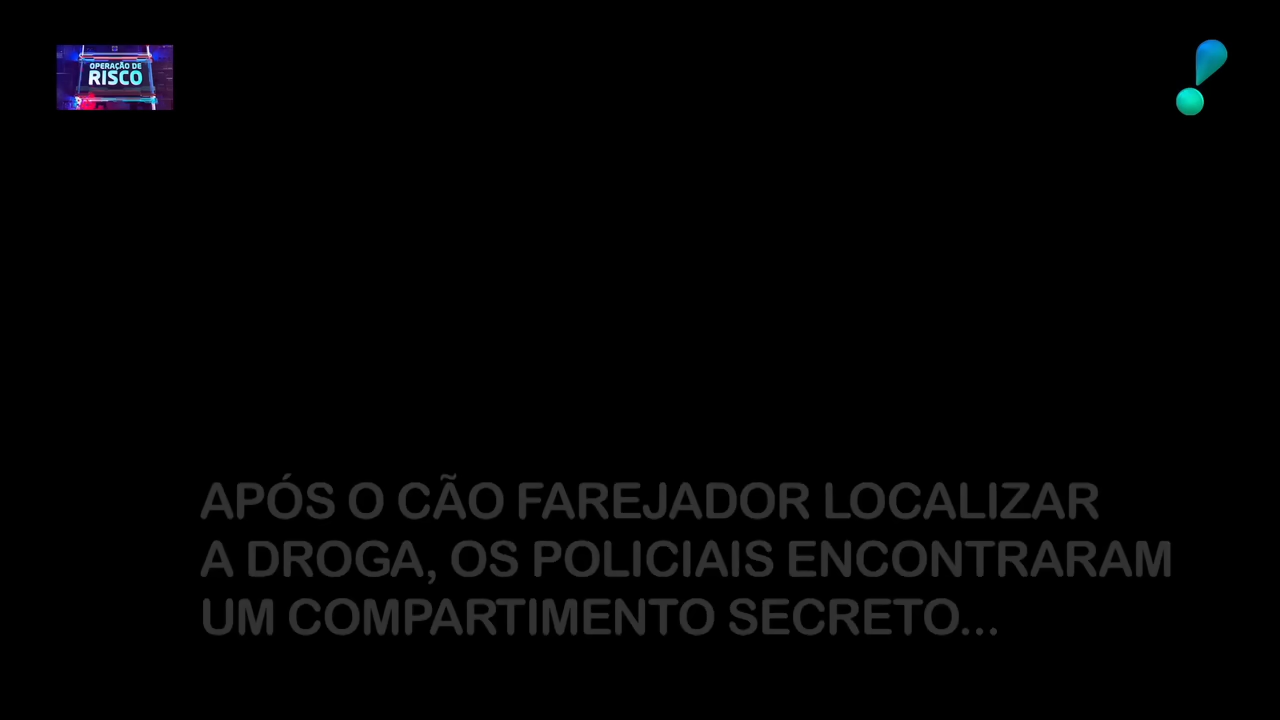 OPERAÇÃO DE
RISCO
APÓS O CÃO FAREJADOR LOCALIZAR
A DROGA, OS POLICIAIS ENCONTRARAM
UM COMPARTIMENTO SECRETO...